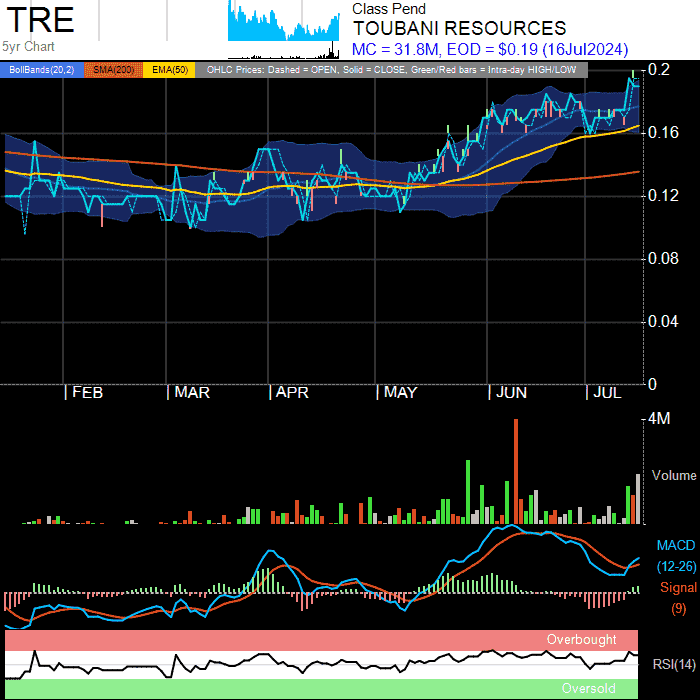 TRE
5yr Chart
Class Pend
TOUBANI RESOURCES
MC = 31.8M, EOD = $0.19 (16Jul2024)
BollBands(20,2) SMA(200) EMA(50) OHLC Prices: Dashed = OPEN, Solid = CLOSE, Green/Red bars = Intra-day HIGH/LOW
0.2
0.16
0.12
0.08
0.04
0
| FEB | MAR | APR | MAY | JUN | JUL
4M
Volume
MACD
(12-26)
Signal
(9)
Overbought
RSI(14)
Oversold